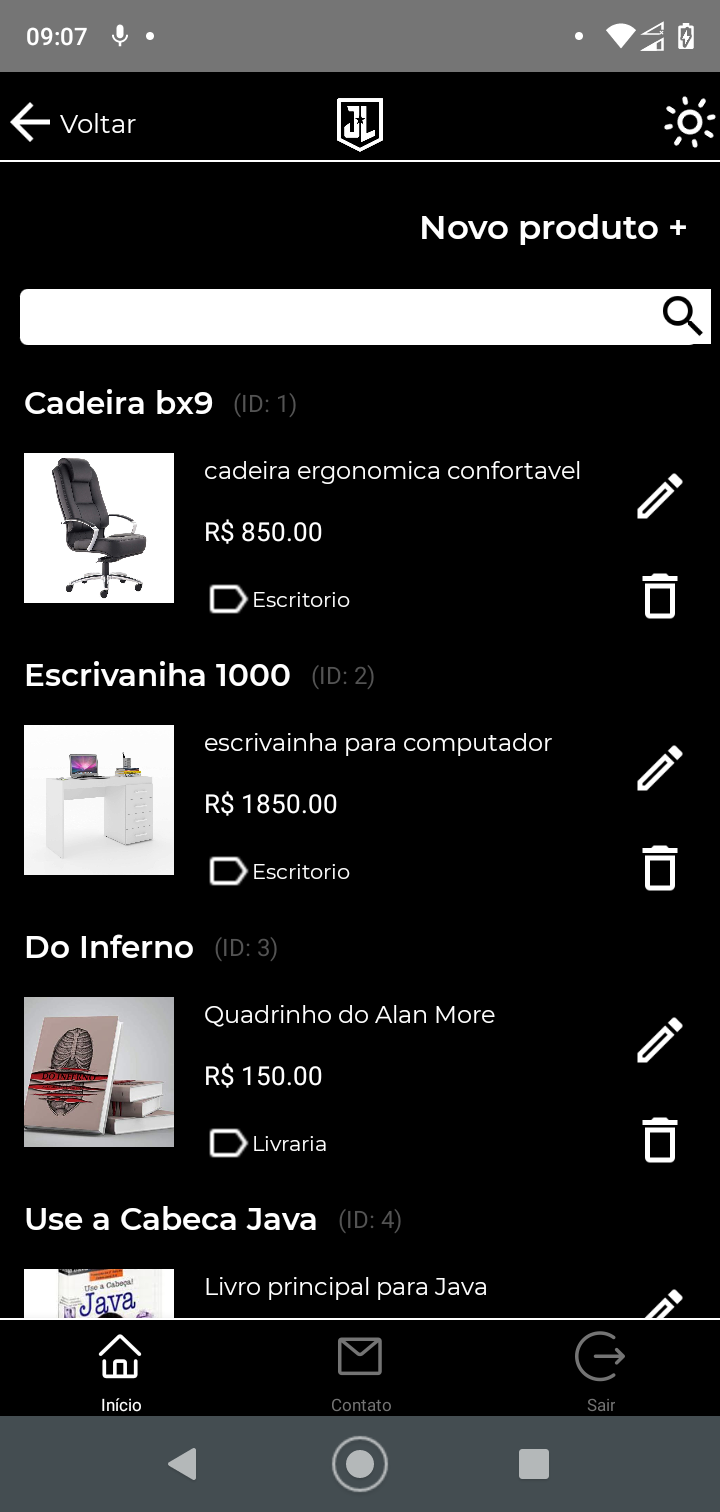 09:07
Voltar
JL
Novo produto +
Cadeira bx9 (ID: 1)
cadeira ergonomica confortavel
R$ 850.00
Escritorio
Escrivaniha 1000 (ID: 2)
escrivainha para computador
R$ 1850.00
Escritorio
Do Inferno (ID: 3)
Quadrinho do Alan More
DO INFERNO
R$ 150.00
Livraria
Use a Cabeca Java (ID: 4)
Livro principal para Java
Use a Cabeça!
Java
Início
Contato
Sair